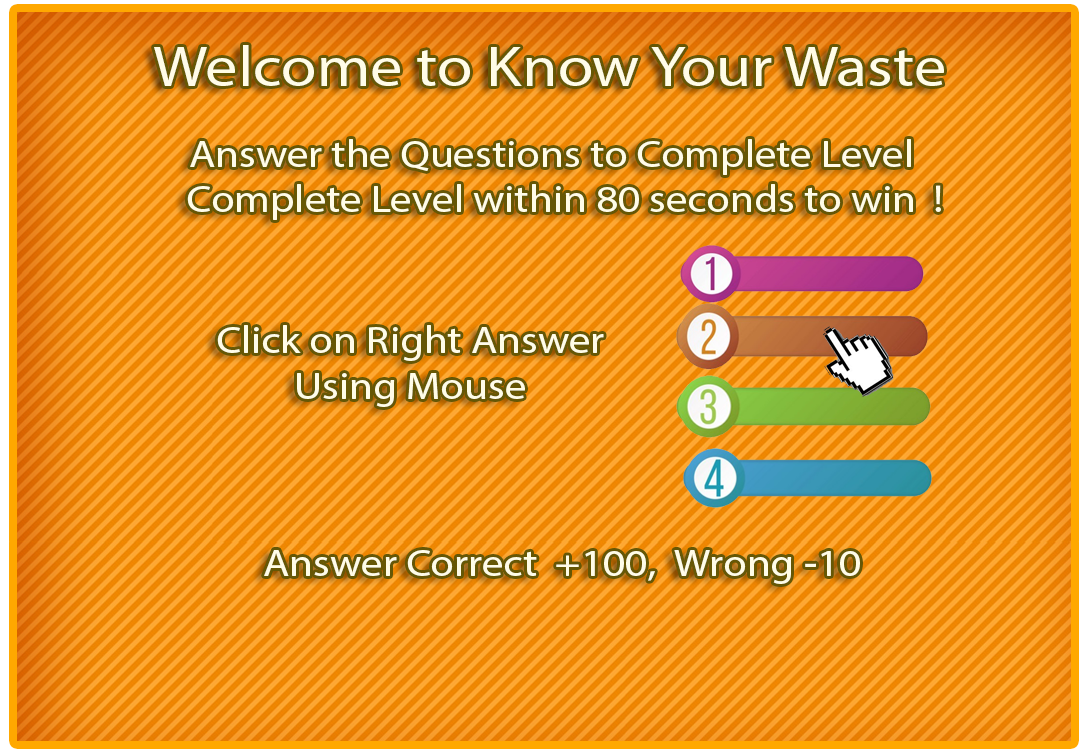 Welcome to Know Your Waste
Answer the Questions to Complete Level
Complete Level within 80 seconds to win !
1
2
Click on Right Answer
Using Mouse
3
4
Answer Correct +100, Wrong -10